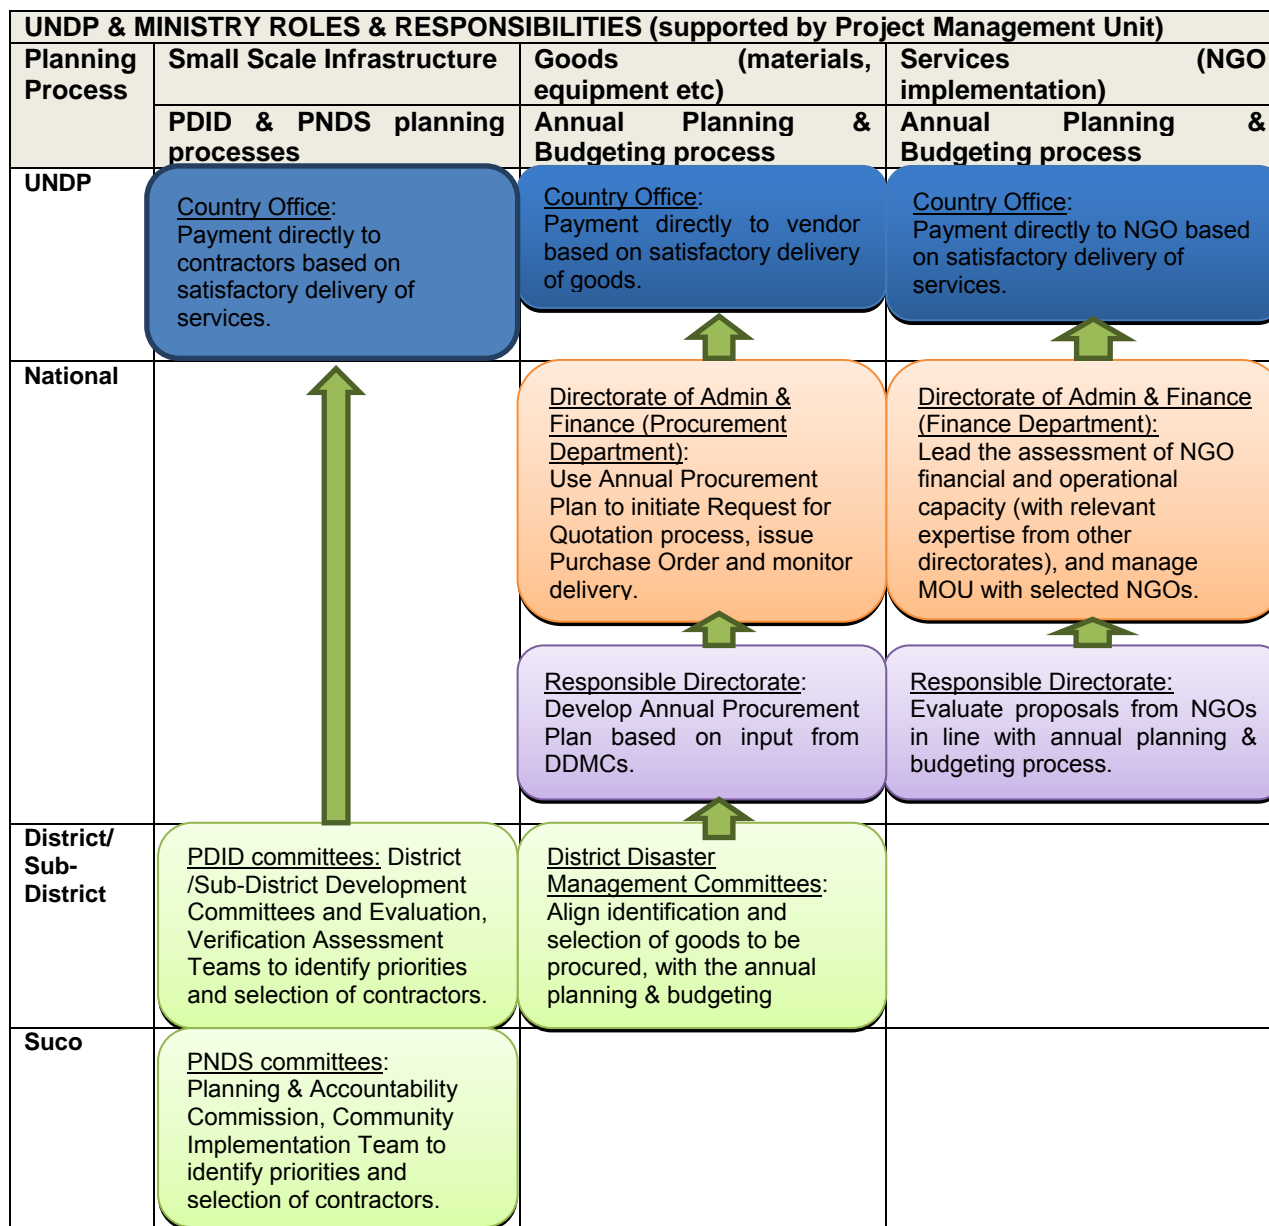 UNDP & MINISTRY ROLES & RESPONSIBILITIES (supported by Project Management Unit)
Planning
Process
Small Scale Infrastructure
Goods (materials,
equipment etc)
Services (NGO
implementation)
PDID & PNDS planning
processes
Annual Planning &
Budgeting process
Annual Planning &
Budgeting process
UNDP
Country Office:
Payment directly to
contractors based on
satisfactory delivery of
services.
Country Office:
Payment directly to vendor
based on satisfactory delivery
of goods.
Country Office:
Payment directly to NGO based
on satisfactory delivery of
services.
National
Directorate of Admin &
Finance (Procurement
Department):
Use Annual Procurement
Plan to initiate Request for
Quotation process, issue
Purchase Order and monitor
delivery.
Directorate of Admin & Finance
(Finance Department):
Lead the assessment of NGO
financial and operational
capacity (with relevant
expertise from other
directorates), and manage
MOU with selected NGOs.
Responsible Directorate:
Develop Annual Procurement
Plan based on input from
DDMCs.
Responsible Directorate:
Evaluate proposals from NGOs
in line with annual planning &
budgeting process.
District/
Sub-
District
PDID committees: District
/Sub-District Development
Committees and Evaluation,
Verification Assessment
Teams to identify priorities
and selection of contractors.
District Disaster
Management Committees:
Align identification and
selection of goods to be
procured, with the annual
planning & budgeting
Suco
PNDS committees:
Planning & Accountability
Commission, Community
Implementation Team to
identify priorities and
selection of contractors.